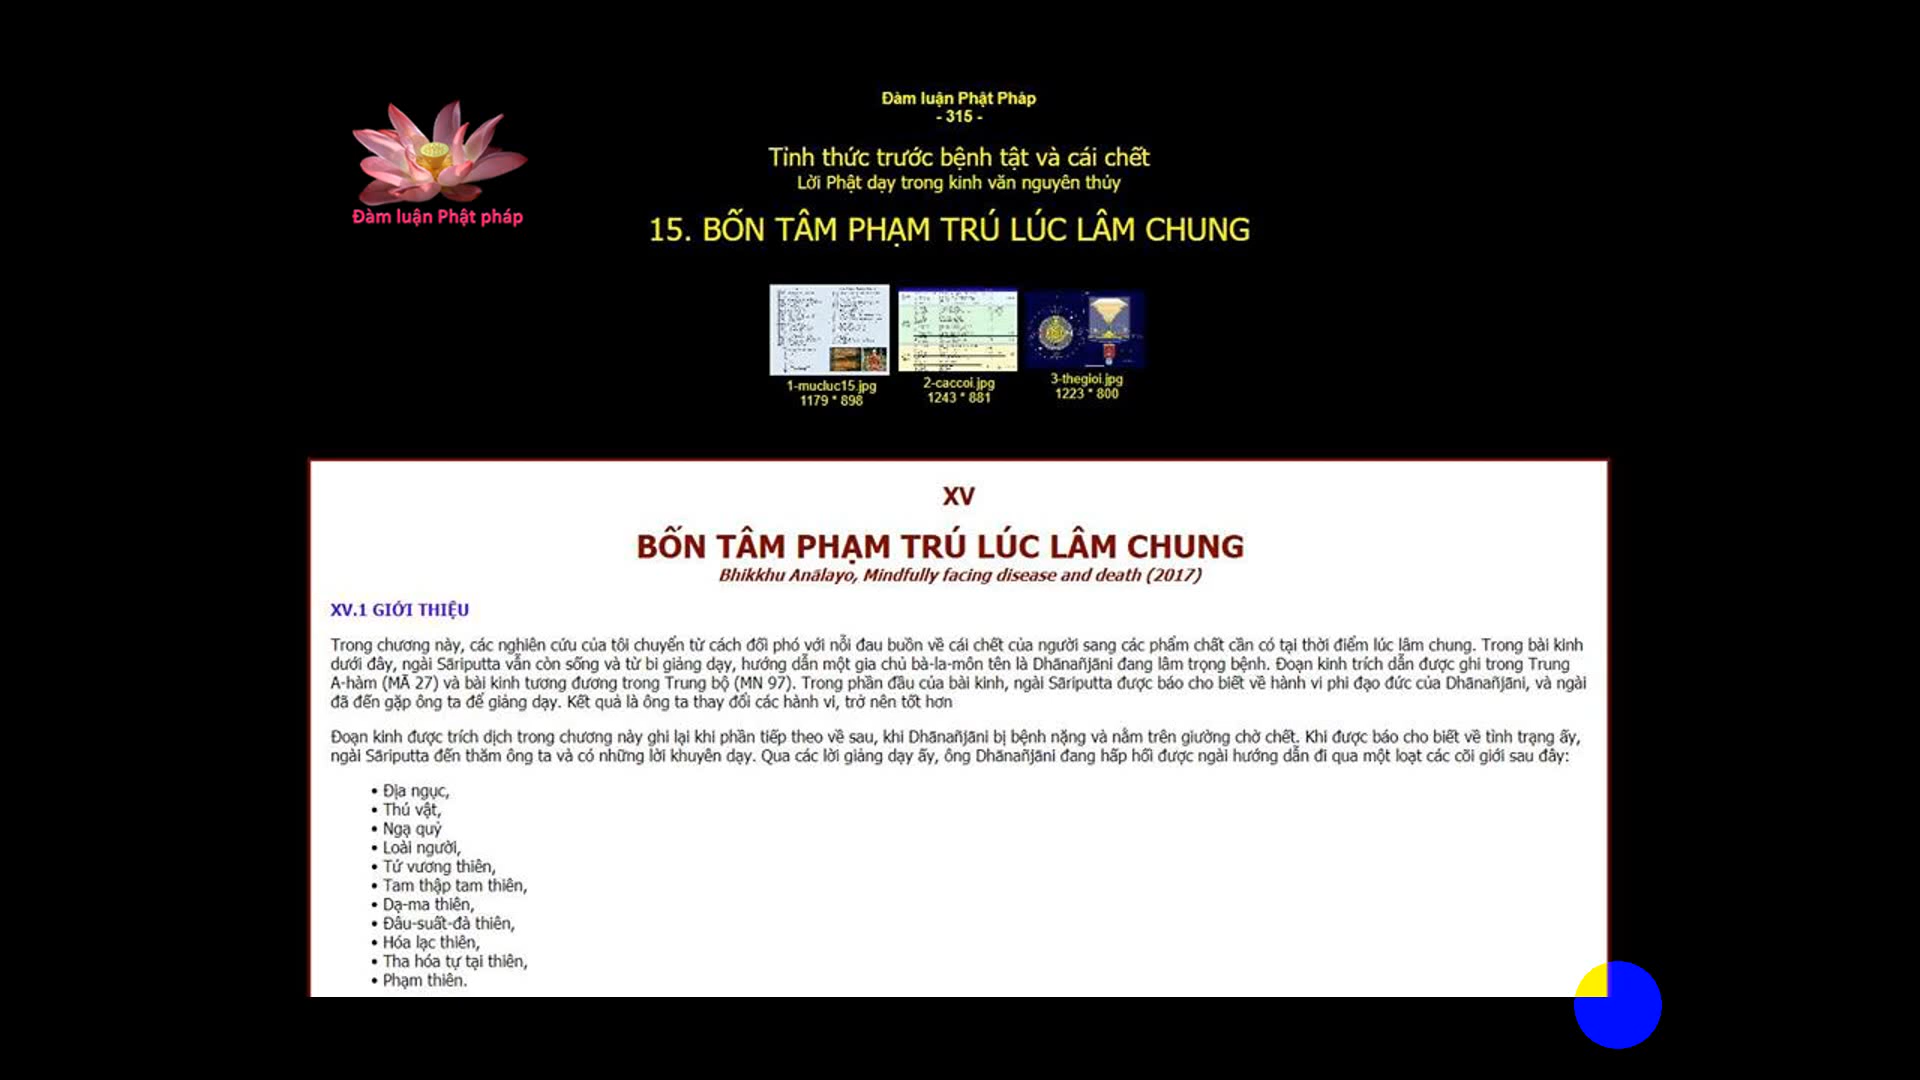 Đàm luận Phật Pháp
- 315 -
Tỉnh thức trước bệnh tật và cái chết
Lời Phật dạy trong kinh văn nguyên thủy
Đàm luận Phật pháp
15. BỐN TÂM PHẠM TRÚ LÚC LÂM CHUNG
1-mucluc15.jpg
1179 * 898
2-caccoi.jpg
1243 * 881
3-thegioi.jpg
1223 * 800
XV
BỐN TÂM PHẠM TRÚ LÚC LÂM CHUNG
Bhikkhu Anālayo, Mindfully facing disease and death (2017)
XV.1 GIỚI THIỆU
Trong chương này, các nghiên cứu của tôi chuyển từ cách đối phó với nỗi đau buồn về cái chết của người sang các phẩm chất cần có tại thời điểm lúc lâm chung. Trong bài kinh
dưới đây, ngài Sāriputta vẫn còn sống và từ bi giảng dạy, hướng dẫn một gia chủ bà-la-môn tên là Dhānañjāni đang lâm trọng bệnh. Đoạn kinh trích dẫn được ghi trong Trung
A-hàm (MĀ 27) và bài kinh tương đương trong Trung bộ (MN 97). Trong phần đầu của bài kinh, ngài Sāriputta được báo cho biết về hành vi phi đạo đức của Dhānañjāni, và ngài
đã đến gặp ông ta để giảng dạy. Kết quả là ông ta thay đổi các hành vi, trở nên tốt hơn
Đoạn kinh được trích dịch trong chương này ghi lại khi phần tiếp theo về sau, khi Dhānañjāni bị bệnh nặng và nằm trên giường chờ chết. Khi được báo cho biết về tình trạng ấy,
ngài Sāriputta đến thăm ông ta và có những lời khuyên dạy. Qua các lời giảng dạy ấy, ông Dhānañjāni đang hấp hối được ngài hướng dẫn đi qua một loạt các cõi giới sau đây:
• Địa ngục,
• Thú vật,
• Ngạ quỷ
• Loài người,
• Tứ vương thiên,
• Tam thập tam thiên,
• Dạ-ma thiên,
• Đâu-suất-đà thiên,
• Hóa lạc thiên,
• Tha hóa tự tại thiên,
• Phạm thiên.